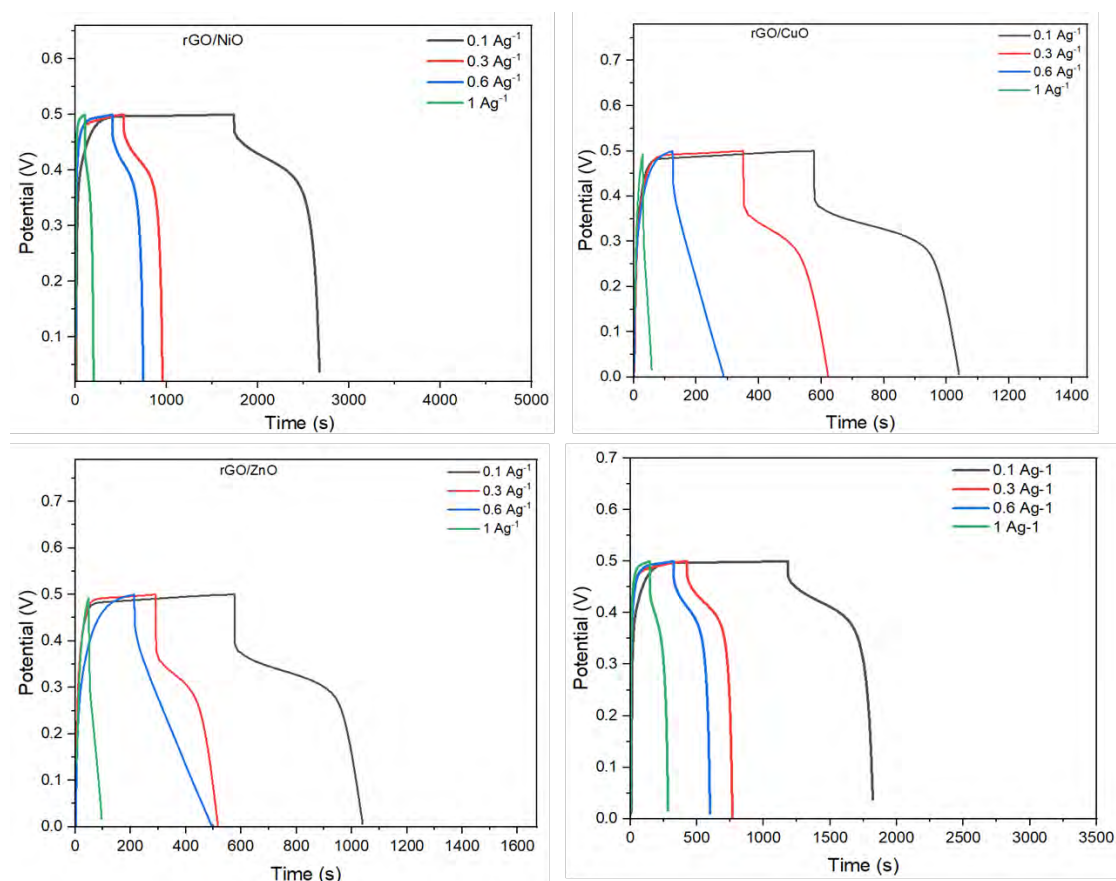 rGO/NiO
0.1 Ag⁻¹
0.3 Ag⁻¹
0.6 Ag⁻¹
1 Ag⁻¹
0.6
0.5
0.4
0.3
0.2
0.1
Potential (V)
0 1000 2000 3000 4000 5000
Time (s)
rGO/CuO
0.1 Ag⁻¹
0.3 Ag⁻¹
0.6 Ag⁻¹
1 Ag⁻¹
0.7
0.6
0.5
0.4
0.3
0.2
0.1
0.0
Potential (V)
0 200 400 600 800 1000 1200 1400
Time (s)
rGO/ZnO
0.1 Ag⁻¹
0.3 Ag⁻¹
0.6 Ag⁻¹
1 Ag⁻¹
0.7
0.6
0.5
0.4
0.3
0.2
0.1
0.0
Potential (V)
0 200 400 600 800 1000 1200 1400 1600
Time (s)
0.1 Ag-1
0.3 Ag-1
0.6 Ag-1
1 Ag-1
0.7
0.6
0.5
0.4
0.3
0.2
0.1
0.0
Potential (V)
0 500 1000 1500 2000 2500 3000 3500
Time (s)